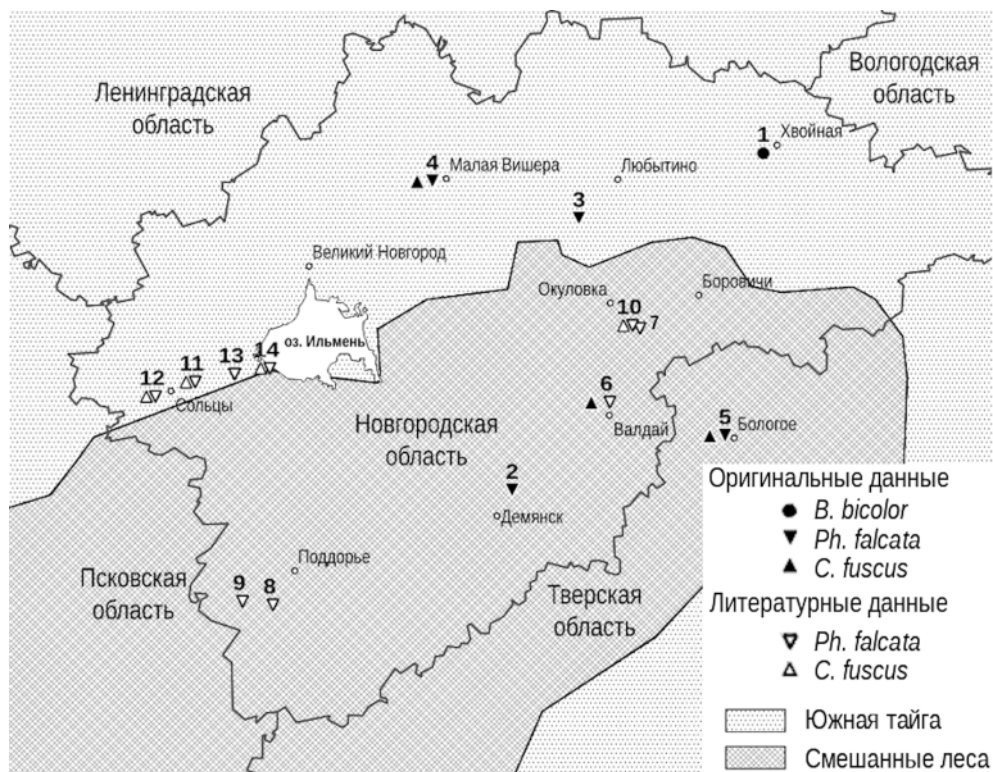 Ленинградская
область
Вологодская
область
1
Хвойная
4
Малая Вишера
Любытино
3
Великий Новгород
Окуловка
Боровичи
10
7
оз. Ильмень
14
13
11
12
Сольцы
6
Валдай
5
Бологое
Новгородская
область
2
Демянск
Поддорье
Псковская
область
9
8
Тверская
область
Оригинальные данные
B. bicolor
Ph. falcata
C. fuscus
Литературные данные
Ph. falcata
C. fuscus
Южная тайга
Смешанные леса